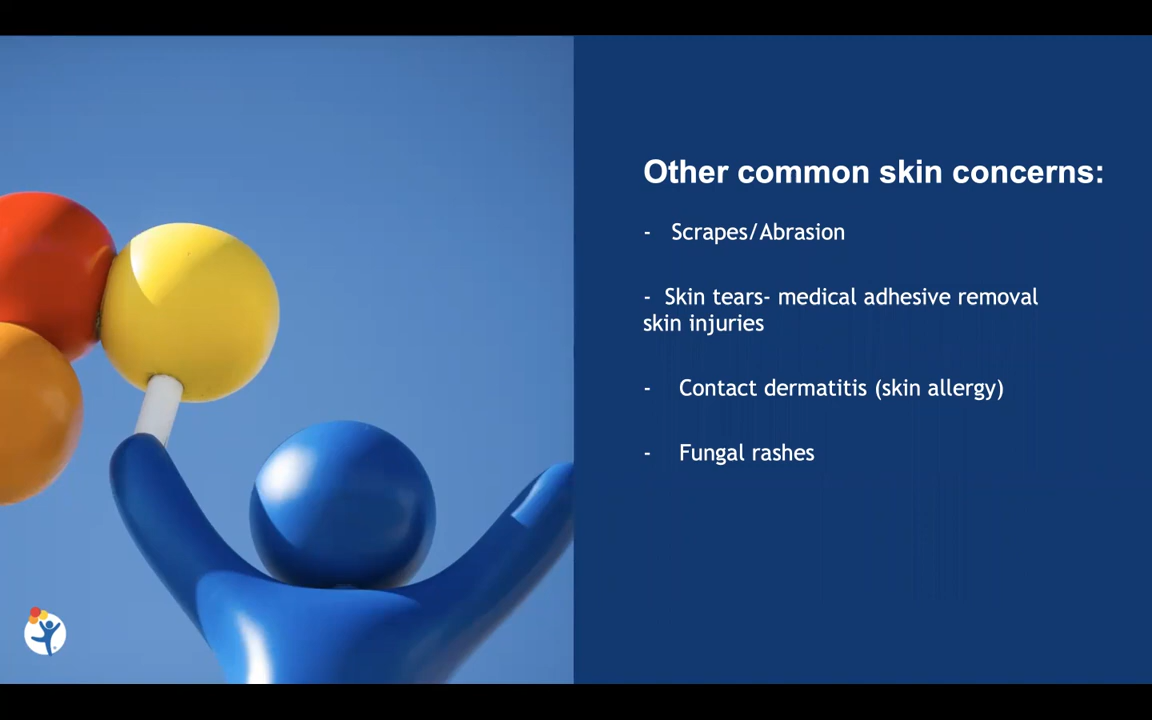 Other common skin concerns:
- Scrapes/Abrasion
- Skin tears- medical adhesive removal
skin injuries
- Contact dermatitis (skin allergy)
- Fungal rashes